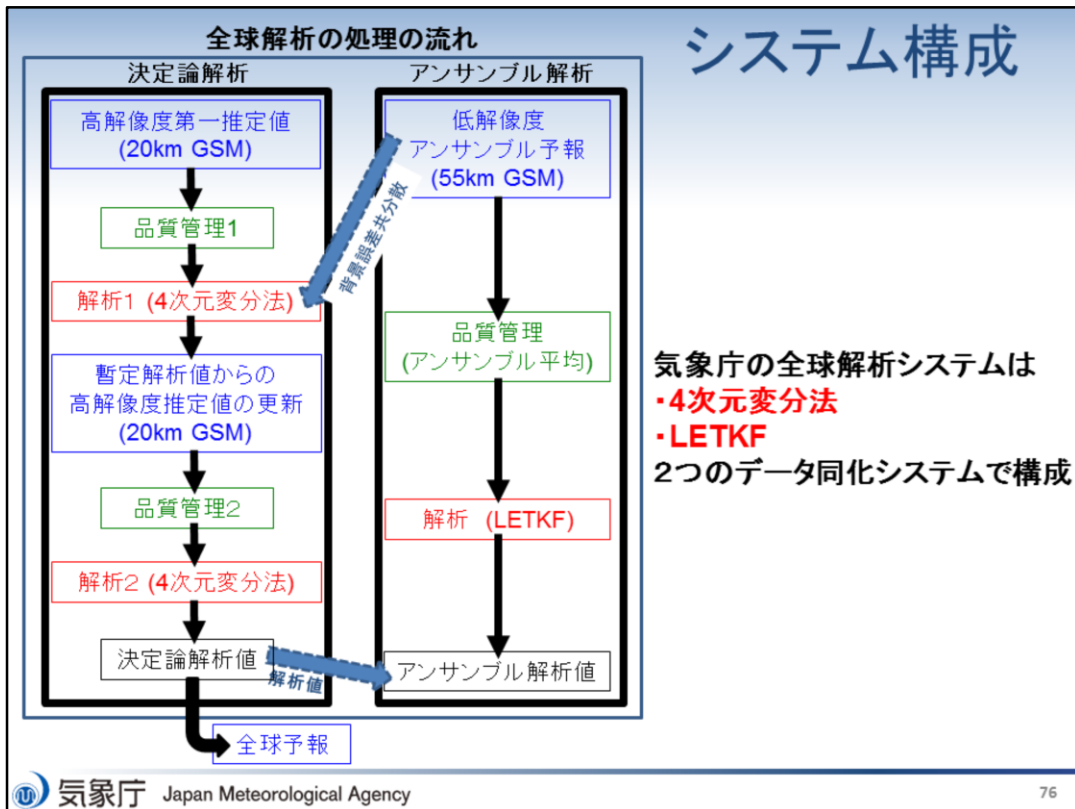 システム構成
全球解析の処理の流れ
決定論解析
高解像度第一推定値
(20km GSM)
品質管理1
解析1 (4次元変分法)
暫定解析値からの
高解像度推定値の更新
(20km GSM)
品質管理2
解析2 (4次元変分法)
決定論解析値
全球予報
アンサンブル解析
低解像度
アンサンブル予報
(55km GSM)
背景誤差共分散
品質管理
(アンサンブル平均)
解析 (LETKF)
アンサンブル解析値
解析値
気象庁の全球解析システムは
・4次元変分法
・LETKF
２つのデータ同化システムで構成
気象庁 Japan Meteorological Agency
76